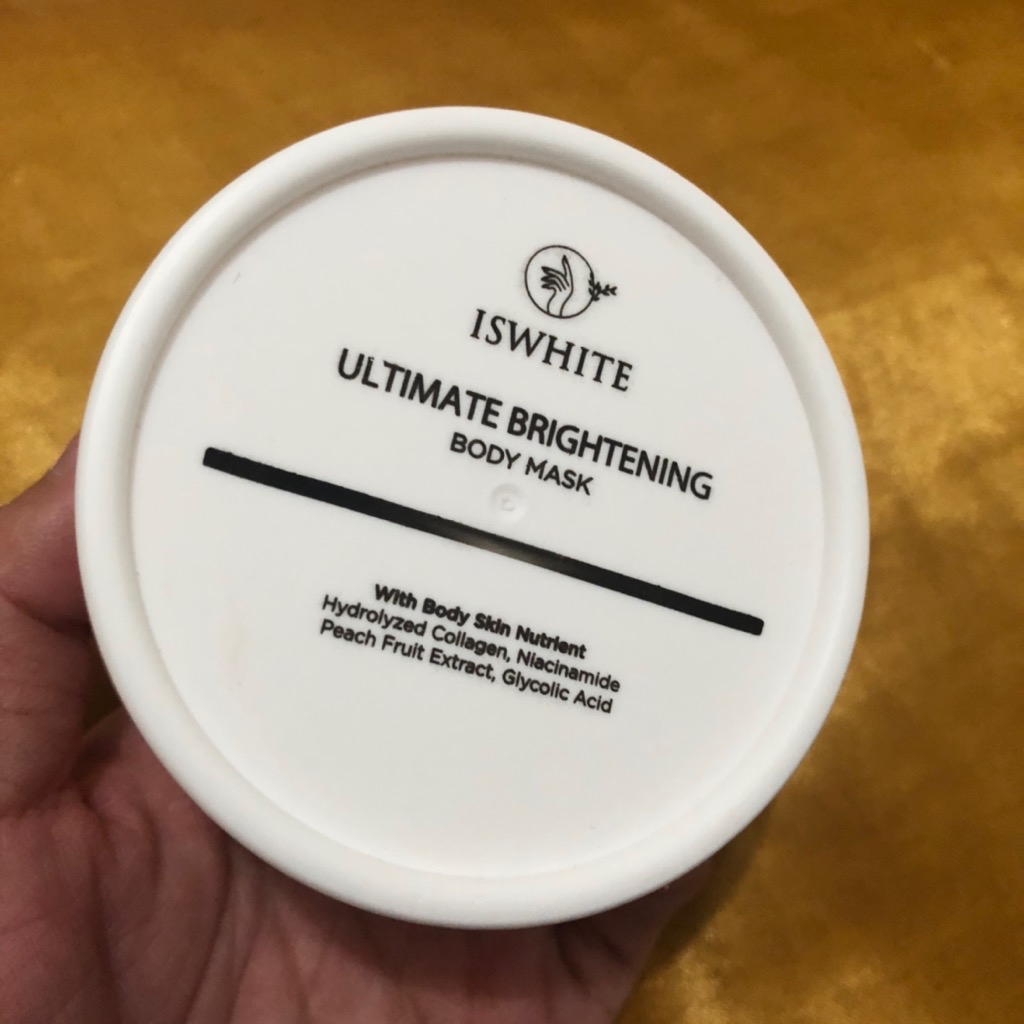 ISWHITE
ULTIMATE BRIGHTENING
BODY MASK
With Body Skin Nutrient
Hydrolyzed Collagen, Niacinamide
Peach Fruit Extract, Glycolic Acid